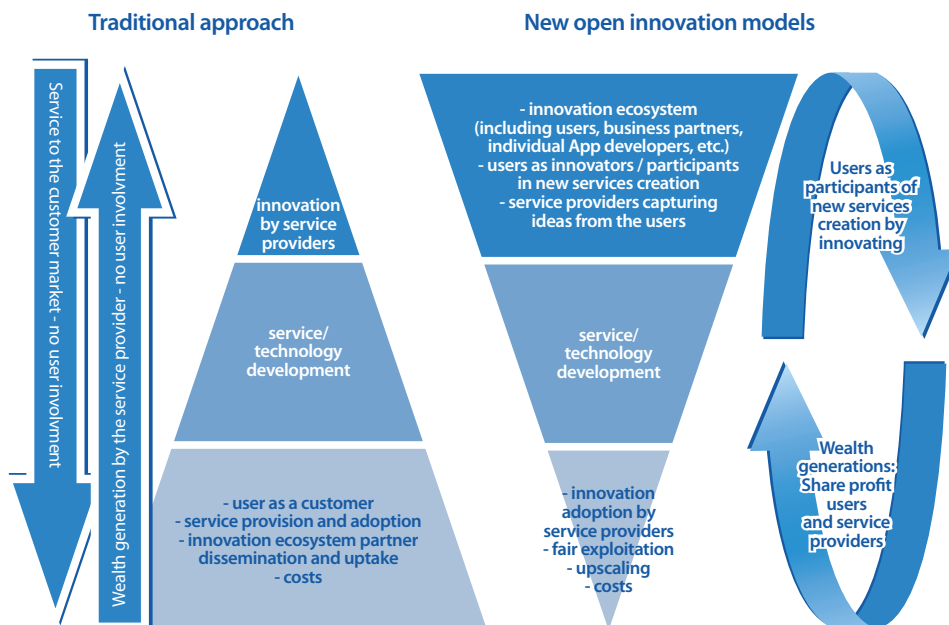 Traditional approach
New open innovation models
Service to the customer market - no user involvment
Wealth generation by the service provider - no user involvment
innovation
by service
providers
service/
technology
development
- user as a customer
- service provision and adoption
- innovation ecosystem partner
dissemination and uptake
- costs
- innovation ecosystem
(including users, business partners,
individual App developers, etc.)
- users as innovators / participants
in new services creation
- service providers capturing
ideas from the users
service/
technology
development
- innovation
adoption by
service providers
- fair exploitation
- upscaling
- costs
Users as
participants of
new services
creation by
innovating
Wealth
generations:
Share profit
users
and service
providers